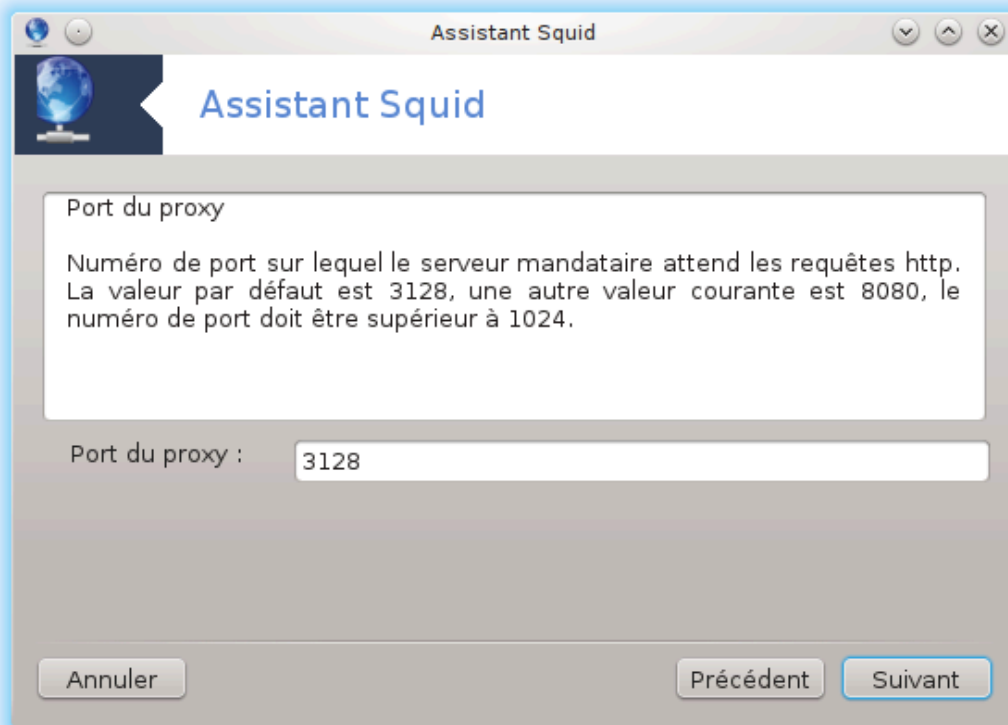 Assistant Squid
Assistant Squid
Port du proxy
Numéro de port sur lequel le serveur mandataire attend les requêtes http.
La valeur par défaut est 3128, une autre valeur courante est 8080, le
numéro de port doit être supérieur à 1024.
Port du proxy :
3128
Annuler
Précédent
Suivant